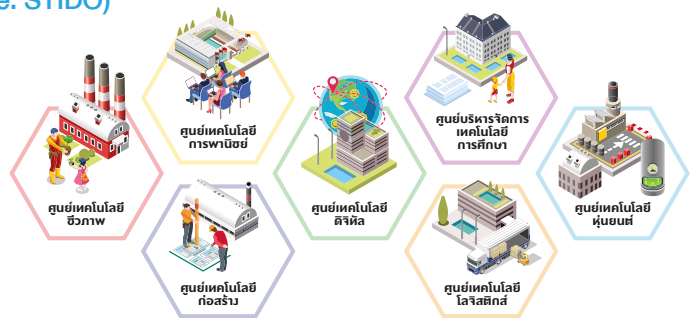 e: STIDO)
ศูนย์เทคโนโลยี
ชีวภาพ
ศูนย์เทคโนโลยี
การพาณิชย์
ศูนย์เทคโนโลยี
ก่อสร้าง
ศูนย์เทคโนโลยี
ดิจิทัล
ศูนย์บริหารจัดการ
เทคโนโลยี
การศึกษา
ศูนย์เทคโนโลยี
โลจิสติกส์
ศูนย์เทคโนโลยี
หุ่นยนต์